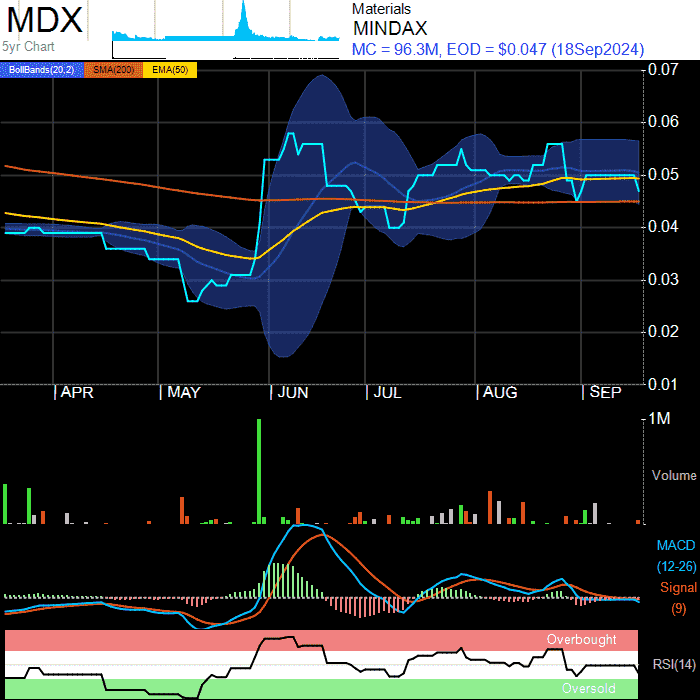 MDX
5yr Chart
Materials
MINDAX
MC = 96.3M, EOD = $0.047 (18Sep2024)
BollBands(20,2) SMA(200) EMA(50)
0.07
0.06
0.05
0.04
0.03
0.02
0.01
APR MAY JUN JUL AUG SEP
1M
Volume
MACD
(12-26)
Signal
(9)
Overbought
RSI(14)
Oversold